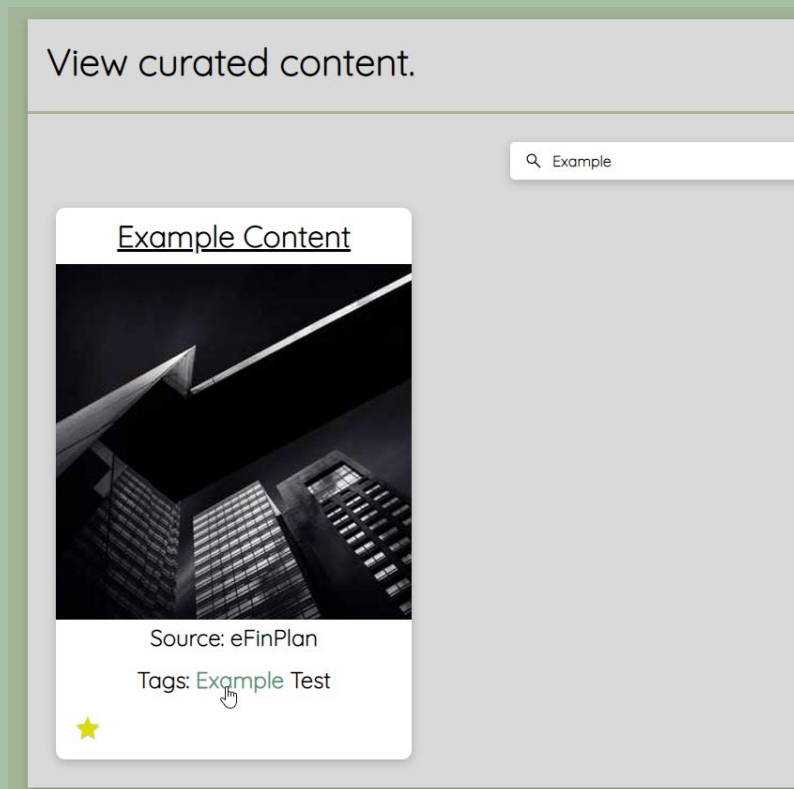 View curated content.
Example
Example Content
Source: eFinPlan
Tags: Example Test